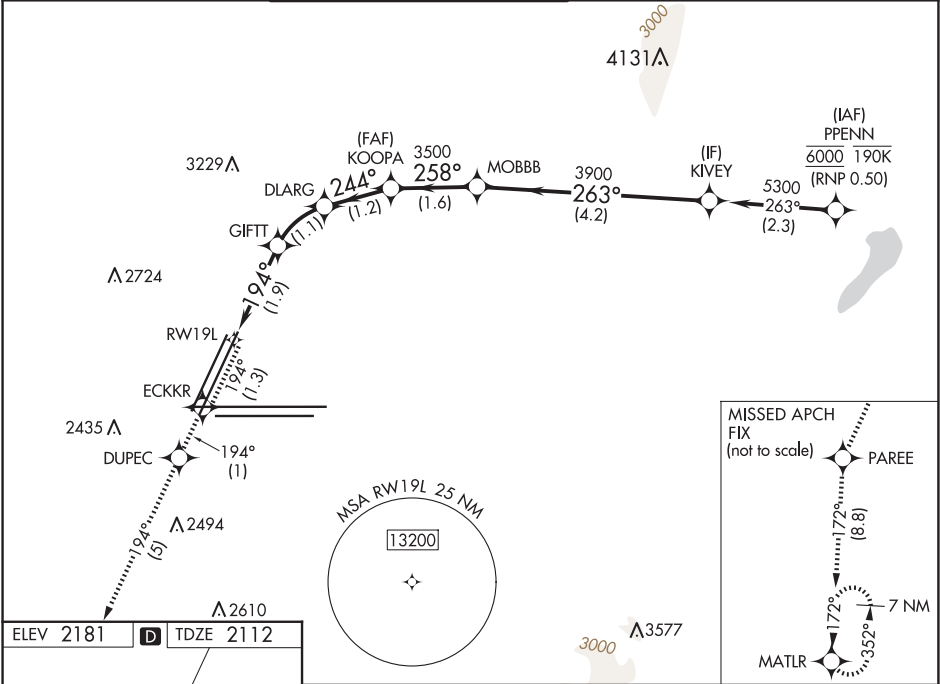 3000
4131
(IAF)
PPENN
6000 190K
(RNP 0.50)
(FAF)
KOOPA
3500
258°
(1.6)
MOBBB
3900
263°
(4.2)
(IF)
KIVEY
5300
263°
(2.3)
3229
DLARG
244°
(1.2)
GIFTT
(1.1)
2724
194°
(1.9)
RW19L
194°
(1.3)
ECKKR
2435
DUPEC
194°
(1)
2494
194°
(5)
2610
MSA RW19L 25 NM
13200
3577
3000
MISSED APCH
FIX
(not to scale)
PAREE
172°
(8.8)
7 NM
172°
352°
MATLR
ELEV 2181 D TDZE 2112